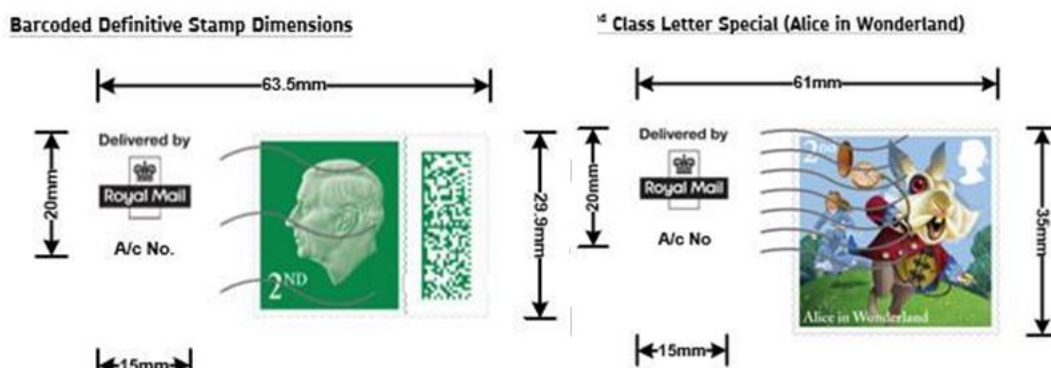 Barcoded Definitive Stamp Dimensions
63.5mm
Delivered by
Royal Mail
A/c No.
20mm
2ND
29.9mm
15mm
Class Letter Special (Alice in Wonderland)
61mm
Delivered by
Royal Mail
A/c No
20mm
2ND
Alice in Wonderland
35mm
15mm